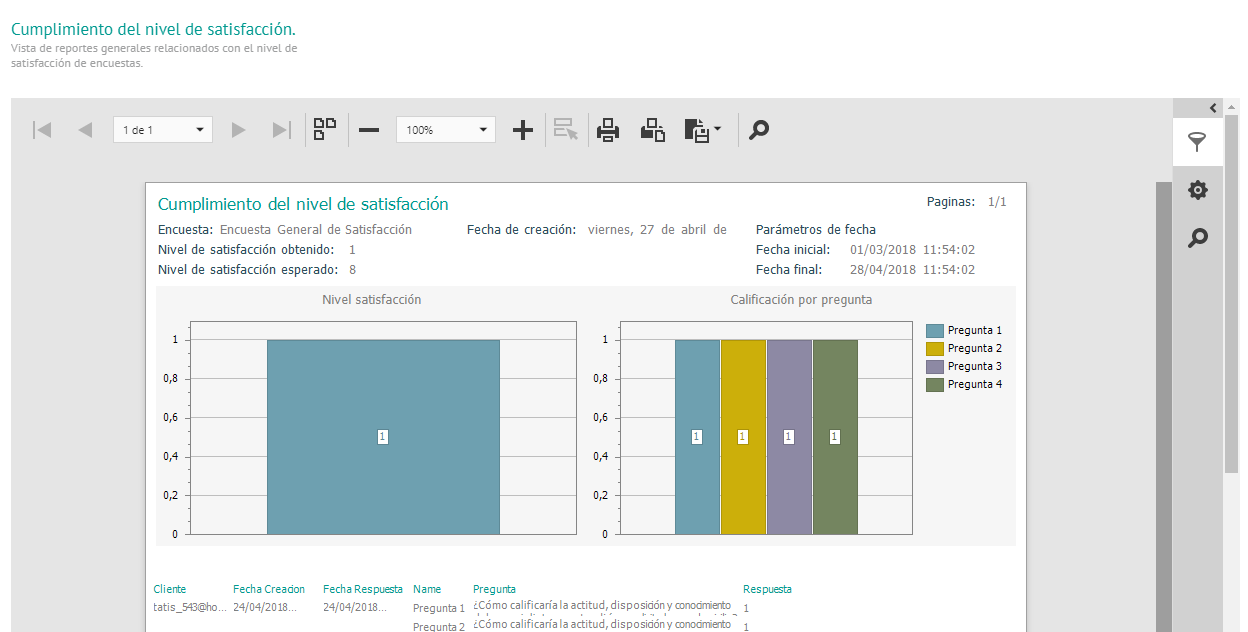 Cumplimiento del nivel de satisfacción.
Vista de reportes generales relacionados con el nivel de
satisfacción de encuestas.
1 de 1
100%
Cumplimiento del nivel de satisfacción
Paginas: 1/1
Encuesta: Encuesta General de Satisfacción
Fecha de creación: viernes, 27 de abril de
Parámetros de fecha
Nivel de satisfacción obtenido: 1
Fecha inicial: 01/03/2018 11:54:02
Nivel de satisfacción esperado: 8
Fecha final: 28/04/2018 11:54:02
Nivel satisfacción
1
0,8
0,6
0,4
0,2
0
1
Calificación por pregunta
1
0,8
0,6
0,4
0,2
0
1 1 1 1
Pregunta 1
Pregunta 2
Pregunta 3
Pregunta 4
Cliente Fecha Creacion Fecha Respuesta Name Pregunta Respuesta
tatis_543@ho... 24/04/2018... 24/04/2018... Pregunta 1 ¿Cómo calificaría la actitud, disposición y conocimiento 1
Pregunta 2 ¿Cómo calificaría la actitud, disposición y conocimiento 1